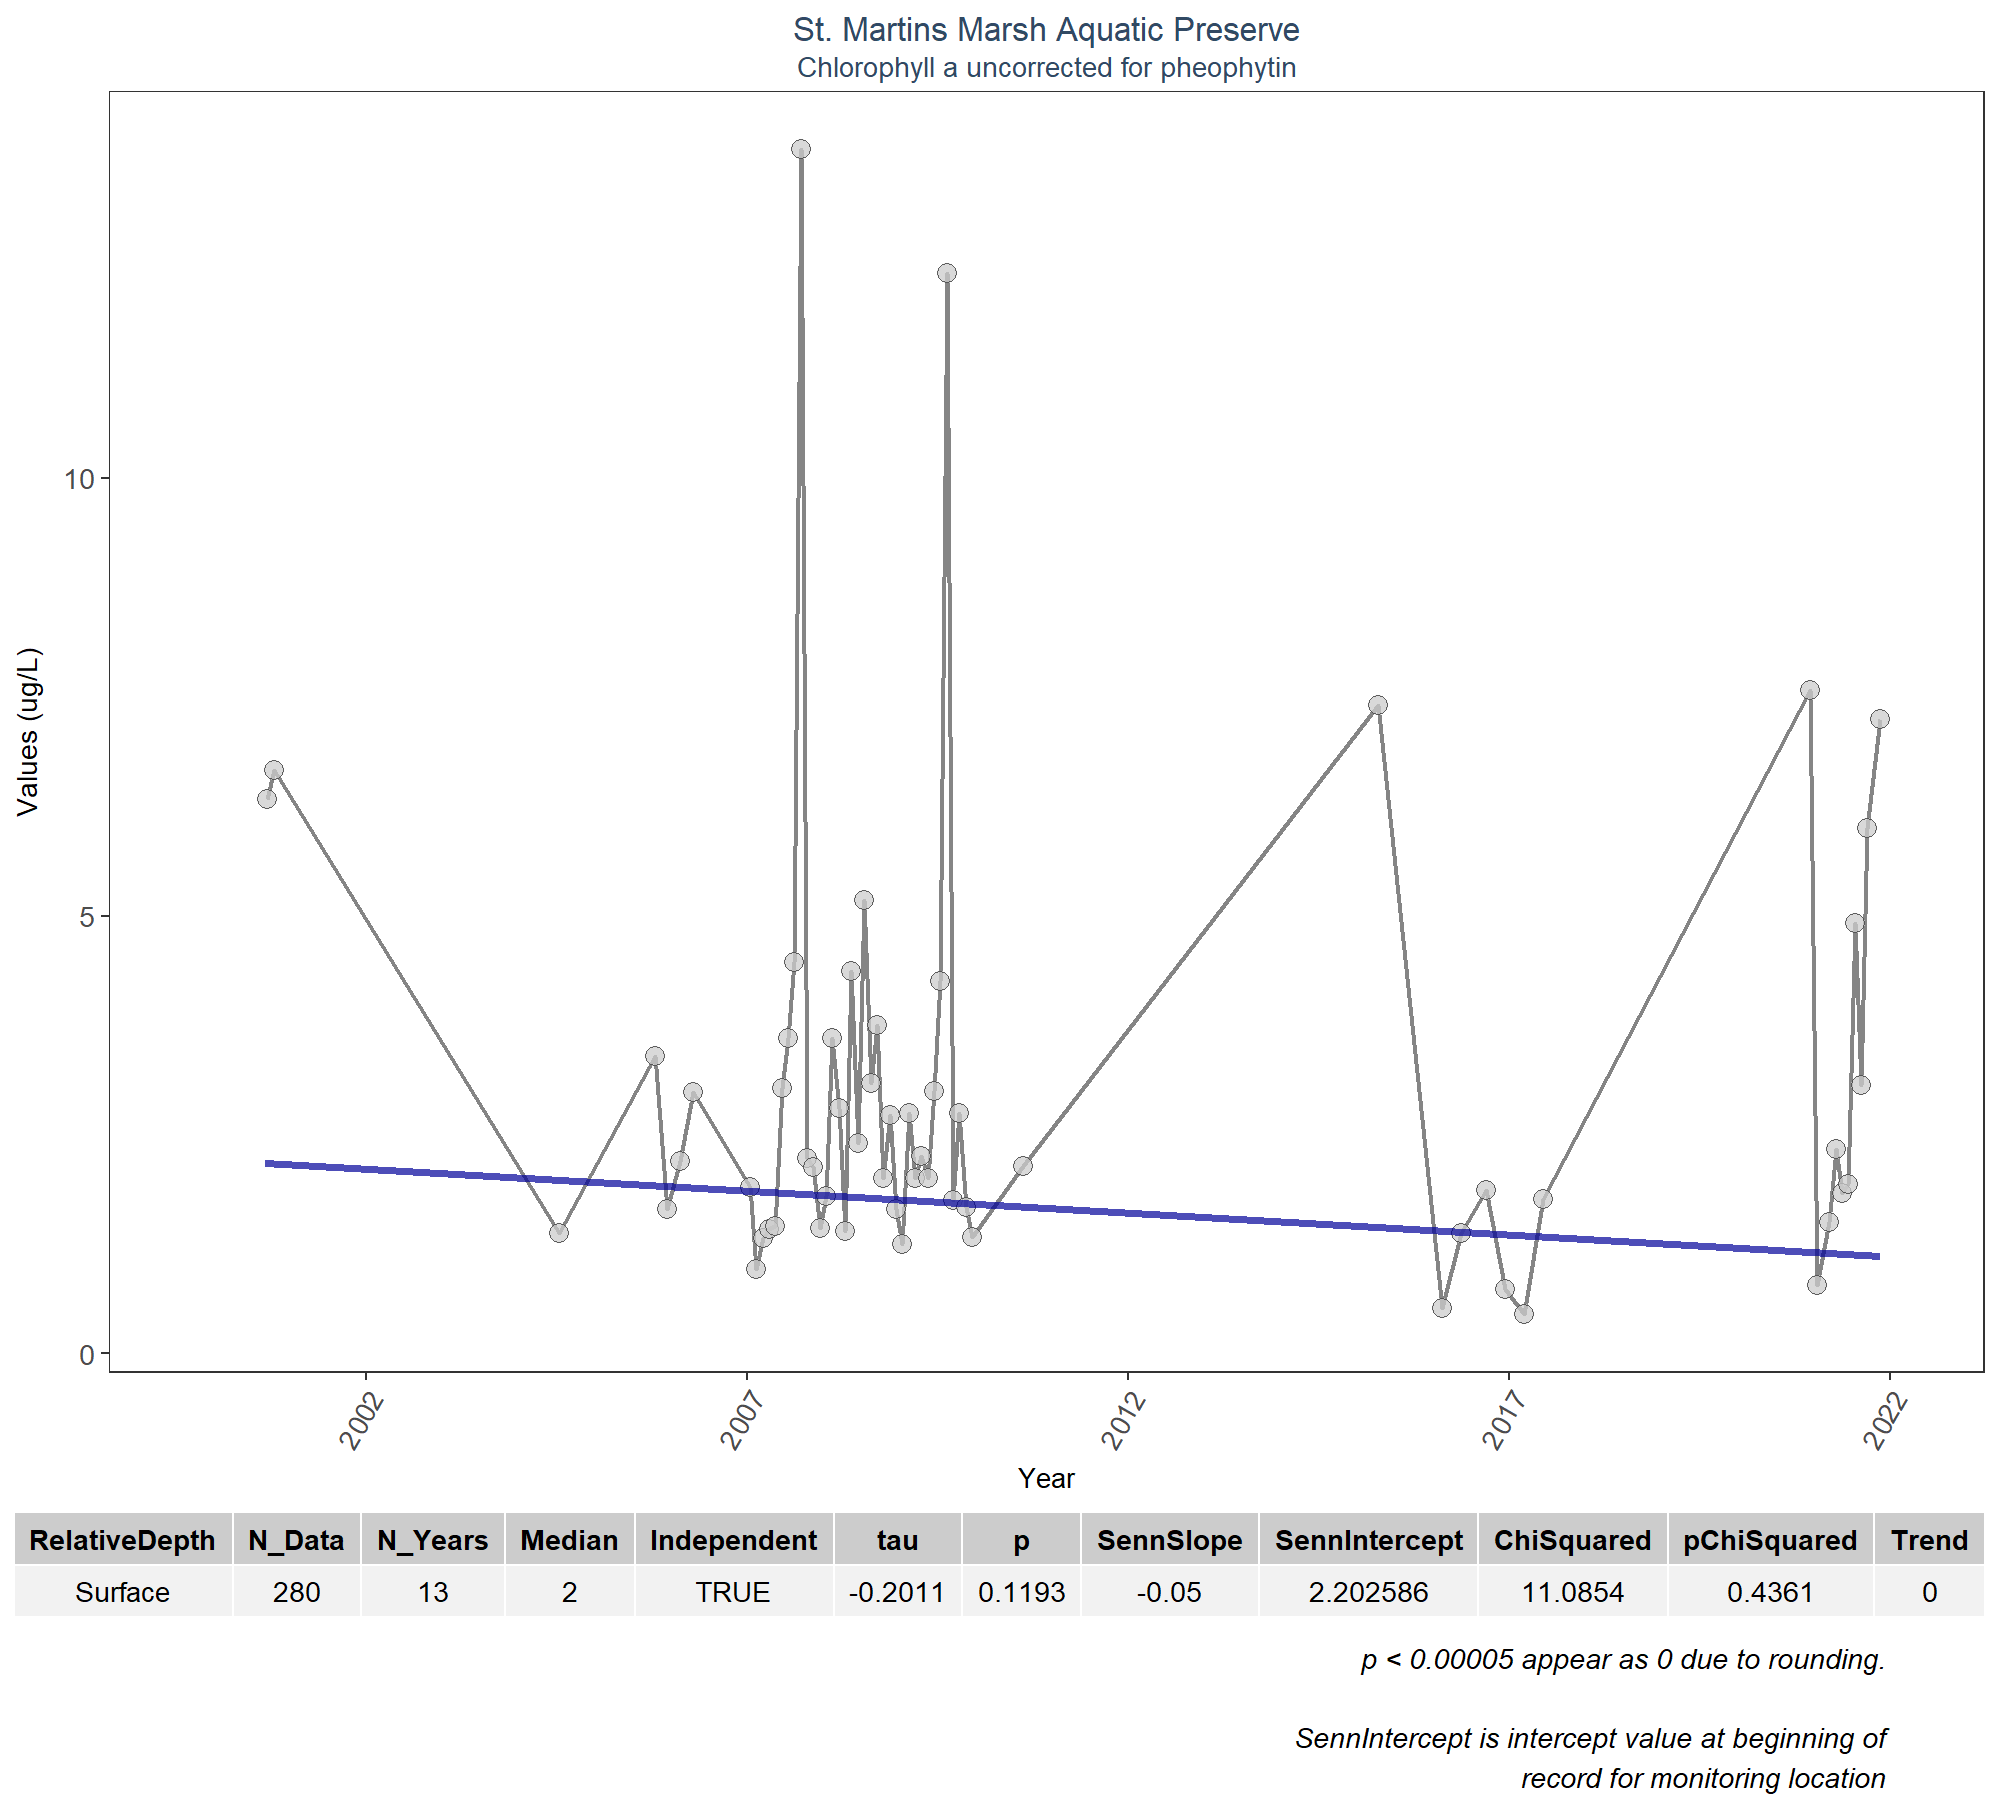 St. Martins Marsh Aquatic Preserve
Chlorophyll a uncorrected for pheophytin
Values (ug/L)
10
5
0
2002 2007 2012 2017 2022
Year
RelativeDepth N_Data N_Years Median Independent tau p SennSlope SennIntercept ChiSquared pChiSquared Trend
Surface 280 13 2 TRUE -0.2011 0.1193 -0.05 2.202586 11.0854 0.4361 0
p < 0.00005 appear as 0 due to rounding.
SennIntercept is intercept value at beginning of
record for monitoring location